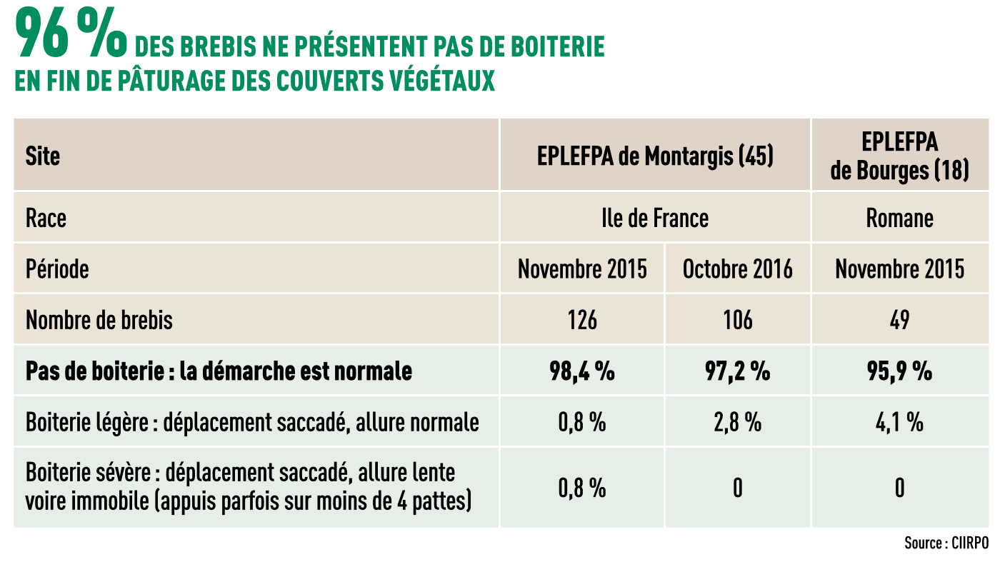 96 % DES BREBIS NE PRÉSENTENT PAS DE BOITERIE
EN FIN DE PÂTURAGE DES COUVERTS VÉGÉTAUX
Site
EPLEFPA de Montargis (45)
EPLEFPA
de Bourges (18)
Race
Ile de France
Romane
Période
Novembre 2015
Octobre 2016
Novembre 2015
Nombre de brebis
126
106
49
Pas de boiterie : la démarche est normale
98,4 %
97,2 %
95,9 %
Boiterie légère : déplacement saccadé, allure normale
0,8 %
2,8 %
4,1 %
Boiterie sévère : déplacement saccadé, allure lente
voire immobile (appuis parfois sur moins de 4 pattes)
0,8 %
0
0
Source : CIIRPO